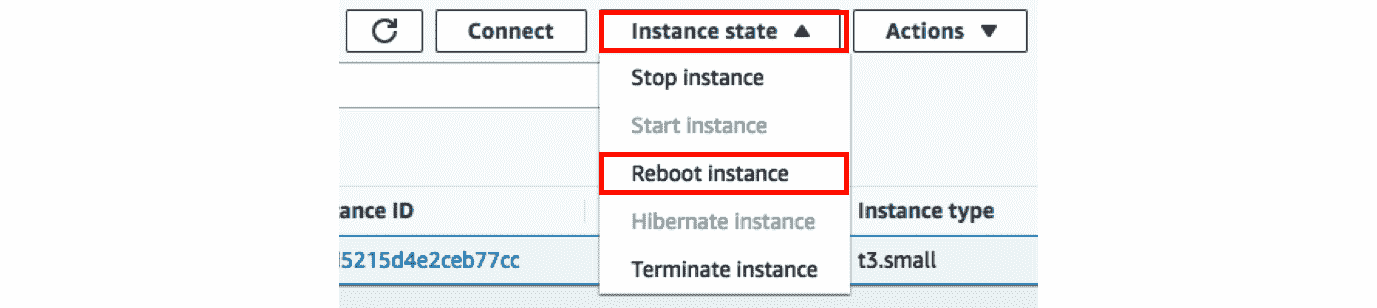 Connect Instance state Actions
Stop instance
Start instance
Reboot instance
Hibernate instance
Terminate instance
ance ID Instance type
5215d4e2ceb77cc t3.small